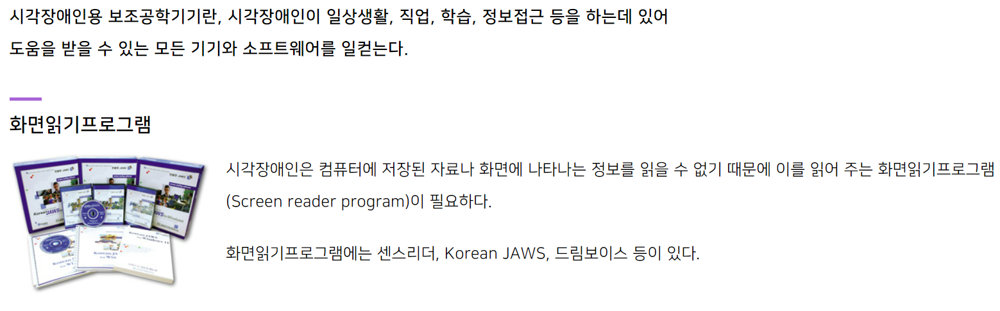 시각장애인용 보조공학기기란, 시각장애인이 일상생활, 직업, 학습, 정보접근 등을 하는데 있어
도움을 받을 수 있는 모든 기기와 소프트웨어를 일컫는다.
화면읽기프로그램
시각장애인은 컴퓨터에 저장된 자료나 화면에 나타나는 정보를 읽을 수 없기 때문에 이를 읽어 주는 화면읽기프로그램
(Screen reader program)이 필요하다.
화면읽기프로그램에는 센스리더, Korean JAWS, 드림보이스 등이 있다.